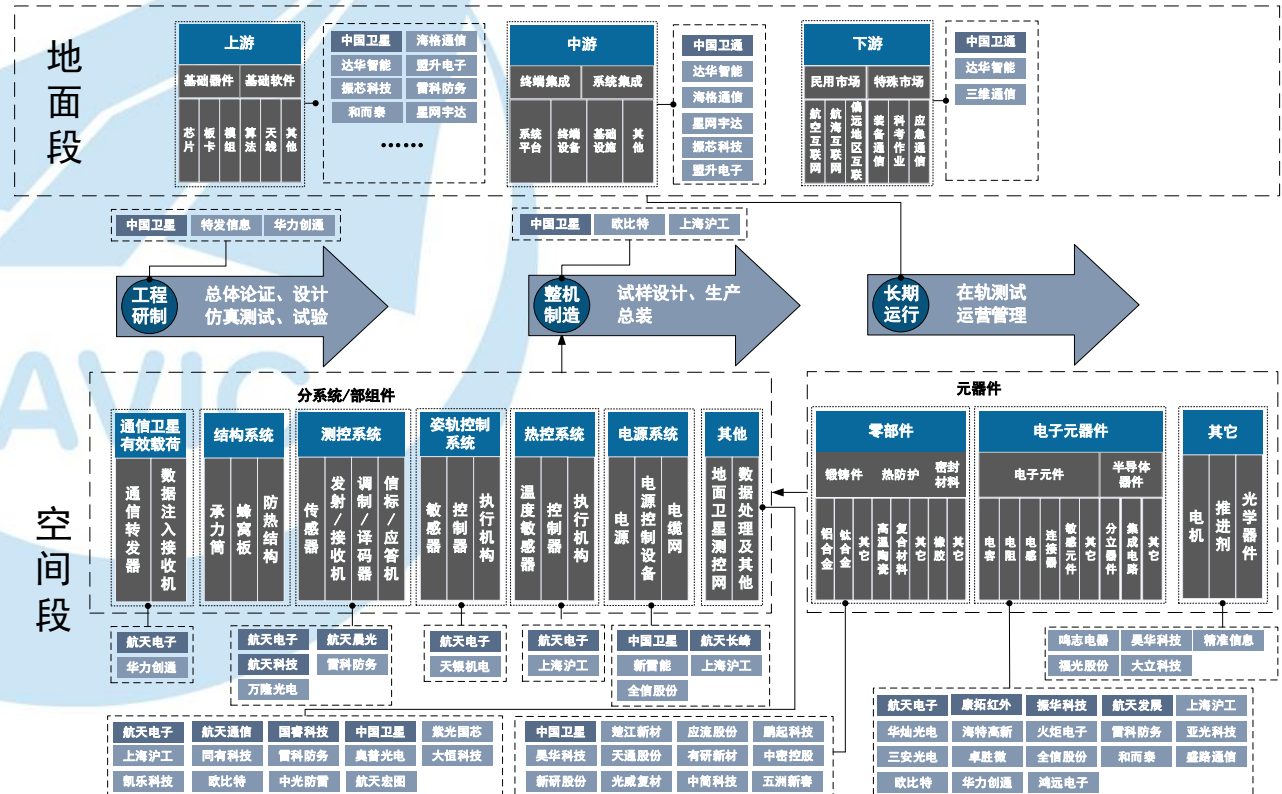 地面段
上游
基础器件 基础软件
芯片 板卡 模组 算法 天线 其他
中国卫星 海格通信
达华智能 盟升电子
振芯科技 雷科防务
和而泰 星网宇达
……
中游
终端集成 系统集成
系统平台 终端设备 基础设施 其他
中国卫通
达华智能
海格通信
星网宇达
振芯科技
盟升电子
下游
民用市场 特殊市场
航空互联网 航海互联网 偏远地区互联 装备通信 科考作业 应急通信
中国卫通
达华智能
三维通信
中国卫星 特发信息 华力创通
工程研制
总体论证、设计
仿真测试、试验
中国卫星 欧比特 上海沪工
整机制造
试样设计、生产
总装
长期运行
在轨测试
运营管理
AVIC
空间段
分系统/部组件
通信卫星有效载荷
通信转发器 数据注入接收机
结构系统
承力筒 蜂窝板 防热结构
测控系统
传感器 发射/接收机 调制/译码器 信标/应答机
姿轨控制系统
敏感器 控制器 执行机构
热控系统
温度敏感器 控制器 执行机构
电源系统
电源 电源控制设备 电缆网
其他
地面卫星测控网 数据处理及其他
元器件
零部件
锻铸件 热防护 密封材料
铝合金 钛合金 其它 高温陶瓷 复合材料 其它 橡胶 其它
电子元器件
电子元件 半导体器件
电容 电阻 电感 连接器 敏感元件 其它 分立器件 集成电路 其它
其它
电机 推进剂 光学器件
航天电子
华力创通
航天电子 航天晨光
航天科技 雷科防务
万隆光电
航天电子
天银机电
航天电子
上海沪工
中国卫星 航天长峰
新雷能 上海沪工
全信股份
鸣志电器 昊华科技 精准信息
福光股份 大立科技
航天电子 航天通信 国睿科技 中国卫星 紫光国芯
上海沪工 同有科技 雷科防务 奥普光电 大恒科技
凯乐科技 欧比特 中光防雷 航天宏图
中国卫星 楚江新材 应流股份 鹏起科技
昊华科技 天通股份 有研新材 中密控股
新研股份 光威复材 中简科技 五洲新春
航天电子 康拓红外 振华科技 航天发展 上海沪工
华灿光电 海特高新 火炬电子 雷科防务 亚光科技
三安光电 卓胜微 全信股份 和而泰 盛路通信
欧比特 华力创通 鸿远电子